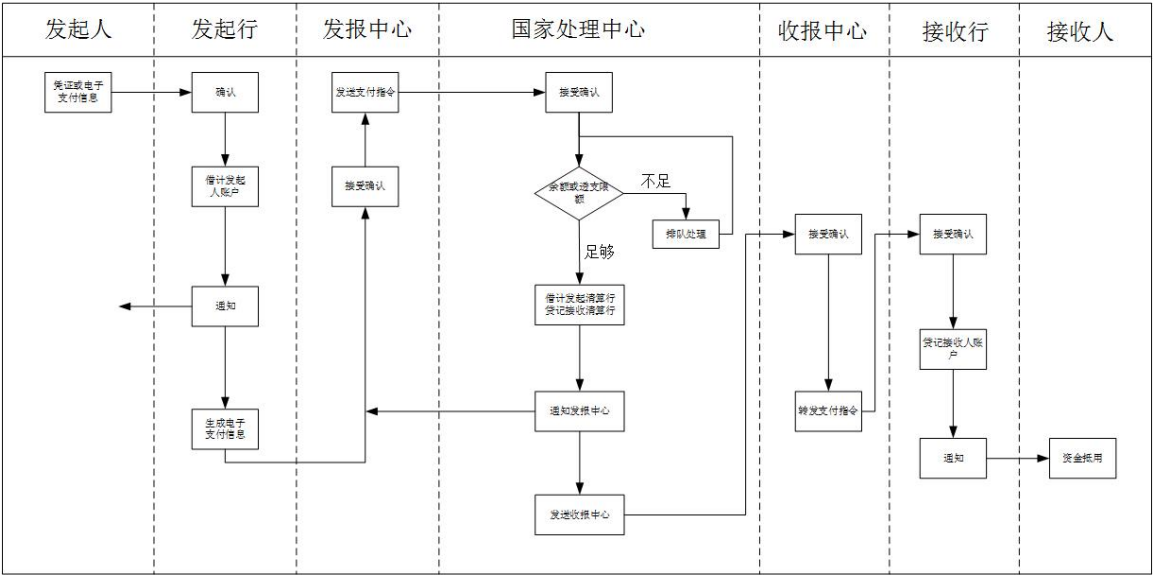 发起人
发起行
发报中心
国家处理中心
收报中心
接收行
接收人
凭证或电子
支付信息
确认
借计发起
人账户
通知
生成电子
支付信息
发送支付指令
接受确认
接受确认
余额或透支限
额
不足
排队处理
足够
借计发起清算行
贷记接收清算行
通知发报中心
发送收报中心
接受确认
转发支付指令
接受确认
贷记接收人账
户
通知
资金抵用